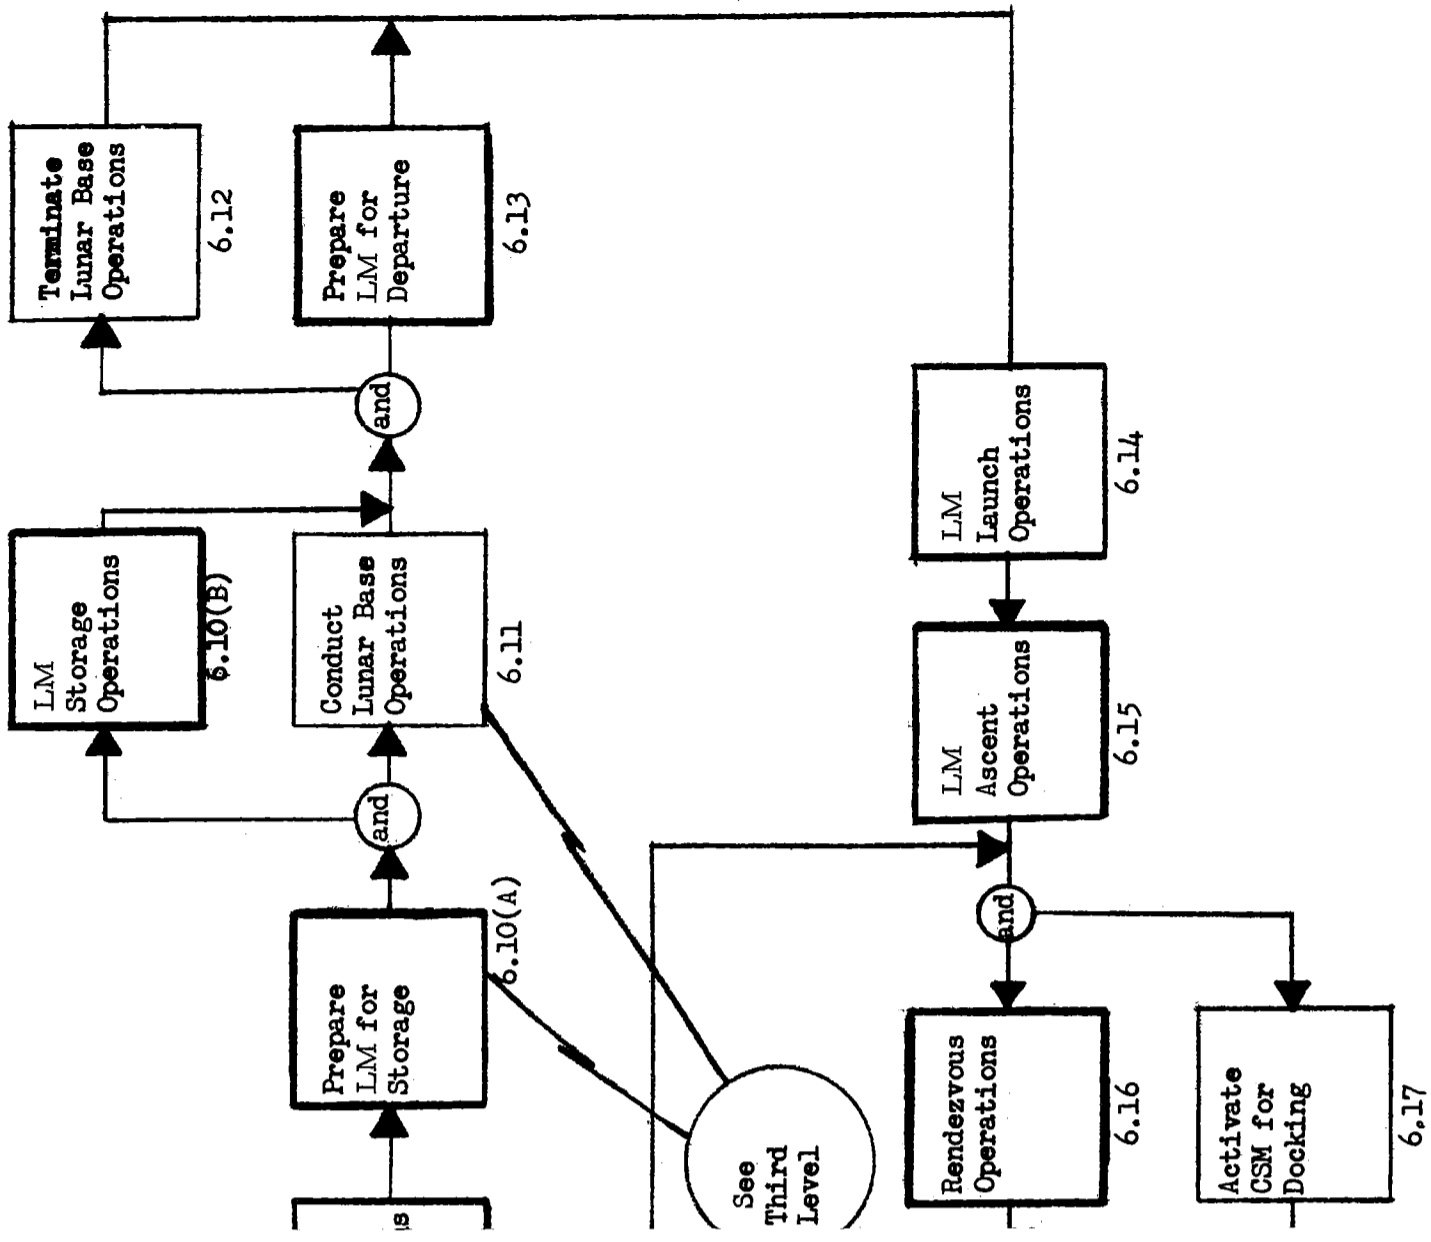 LM
Storage
Operations
6.10(B)
Terminate
Lunar Base
Operations
6.12
s
Prepare
LM for
Storage
6.10(A)
and
Conduct
Lunar Base
Operations
6.11
and
Prepare
LM for
Departure
6.13
See
Third
Level
Rendezvous
Operations
6.16
and
LM
Ascent
Operations
6.15
LM
Launch
Operations
6.14
Activate
CSM for
Docking
6.17